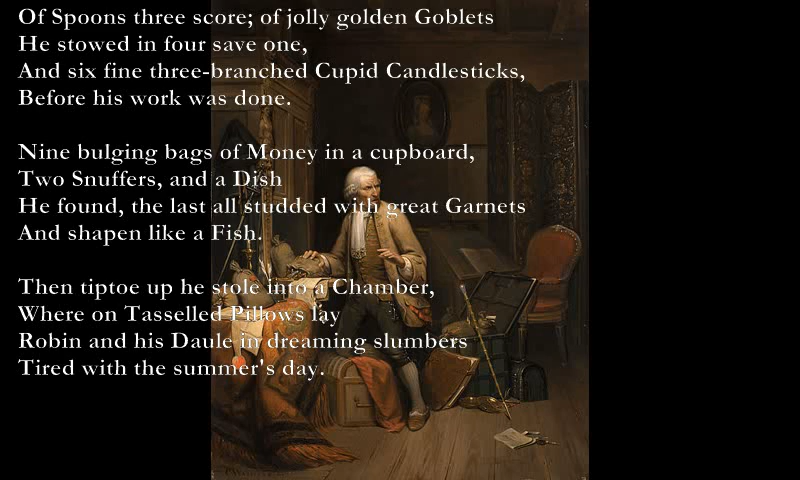 Of Spoons three score; of jolly golden Goblets
He stowed in four save one,
And six fine three-branched Cupid Candlesticks,
Before his work was done.
Nine bulging bags of Money in a cupboard,
Two Snuffers, and a Dish
He found, the last all studded with great Garnets
And shapen like a Fish.
Then tiptoe up he stole into a Chamber,
Where on Tasselled Pillows lay
Robin and his Daule in dreaming slumbers
Tired with the summer's day.